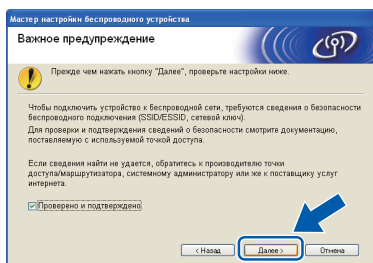 Мастер настройки беспроводного устройства
Важное предупреждение
Прежде чем нажать кнопку "Далее", проверьте настройки ниже.
Чтобы подключить устройство к беспроводной сети, требуются сведения о безопасности
беспроводного подключения (SSID/ESSID, сетевой ключ).
Для проверки и подтверждения сведений о безопасности смотрите документацию,
поставляемую с используемой точкой доступа.
Если сведения найти не удается, обратитесь к производителю точки
доступа/маршрутизатора, системному администратору или же к поставщику услуг
интернета.
Проверено и подтверждено
< Назад Далее > Отмена